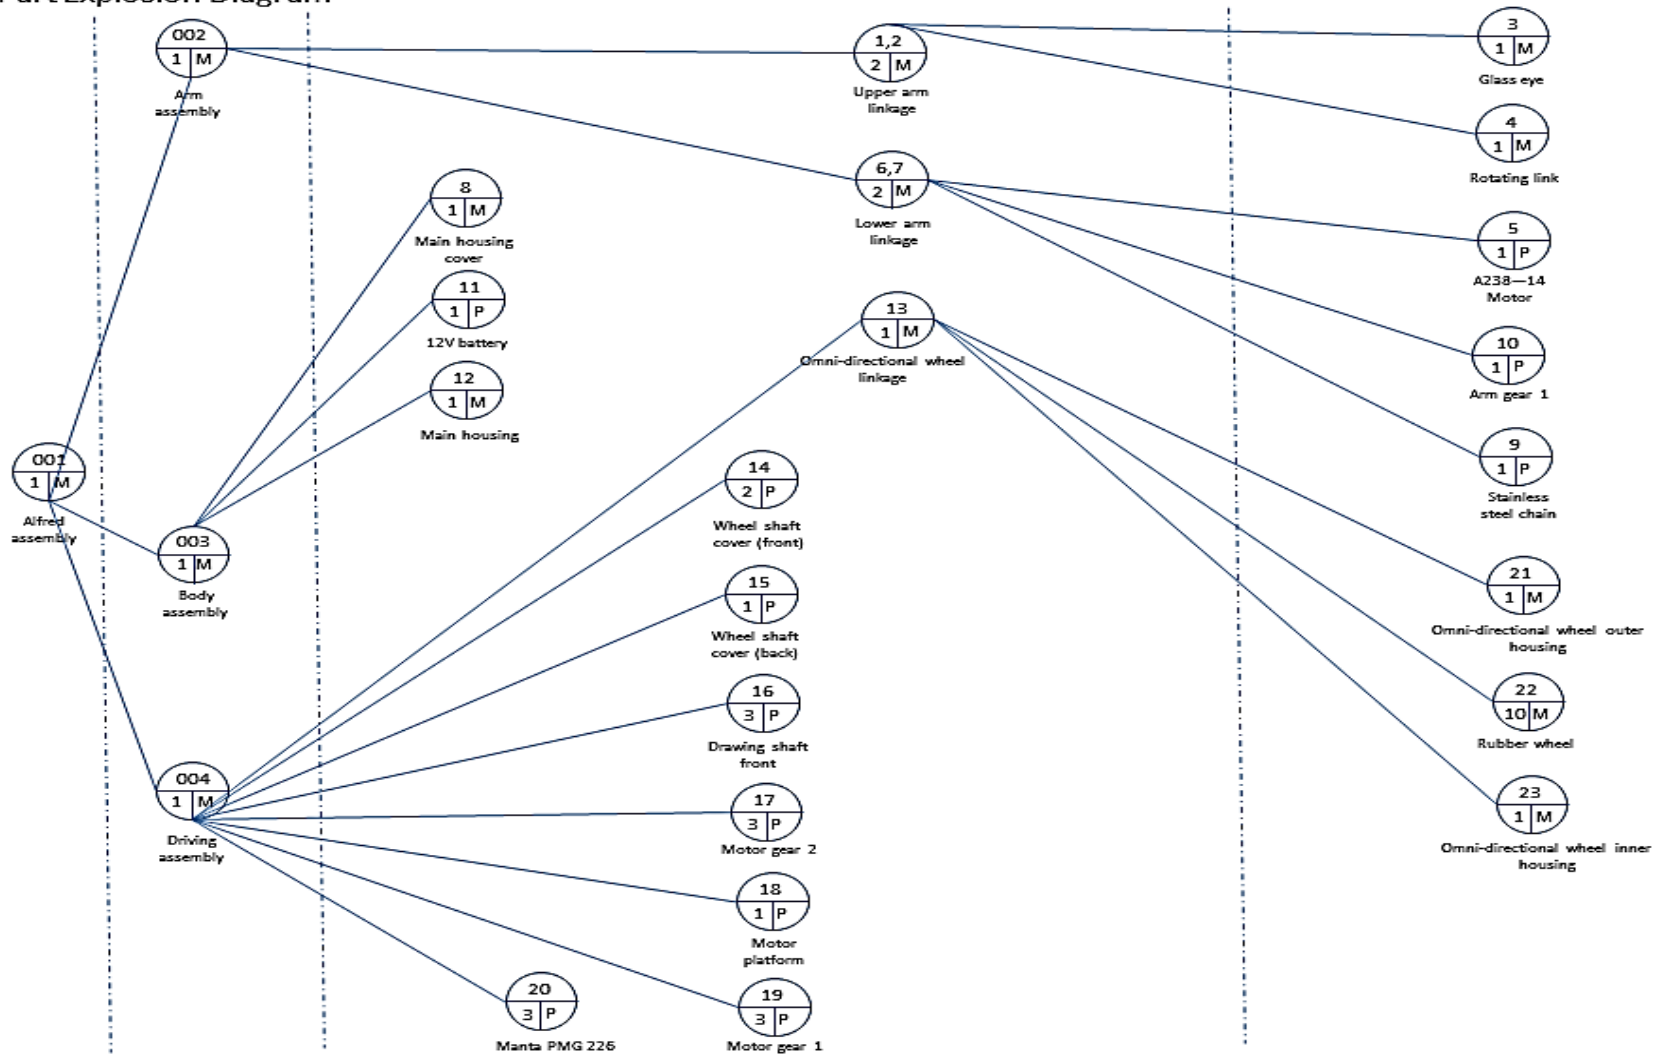 Part Explosion Diagram
002
1 M
Arm
assembly
1,2
2 M
Upper arm
linkage
3
1 M
Glass eye
4
1 M
Rotating link
8
1 M
Main housing
cover
6,7
2 M
Lower arm
linkage
5
1 P
A238—14
Motor
11
1 P
12V battery
13
1 M
Omni-directional wheel
linkage
10
1 P
Arm gear 1
12
1 M
Main housing
9
1 P
Stainless
steel chain
001
1 M
Alfred
assembly
14
2 P
Wheel shaft
cover (front)
003
1 M
Body
assembly
15
1 P
Wheel shaft
cover (back)
21
1 M
Omni-directional wheel outer
housing
16
3 P
Drawing shaft
front
22
10 M
Rubber wheel
004
1 M
Driving
assembly
17
3 P
Motor gear 2
23
1 M
Omni-directional wheel inner
housing
18
1 P
Motor
platform
20
3 P
Manta PMG 226
19
3 P
Motor gear 1